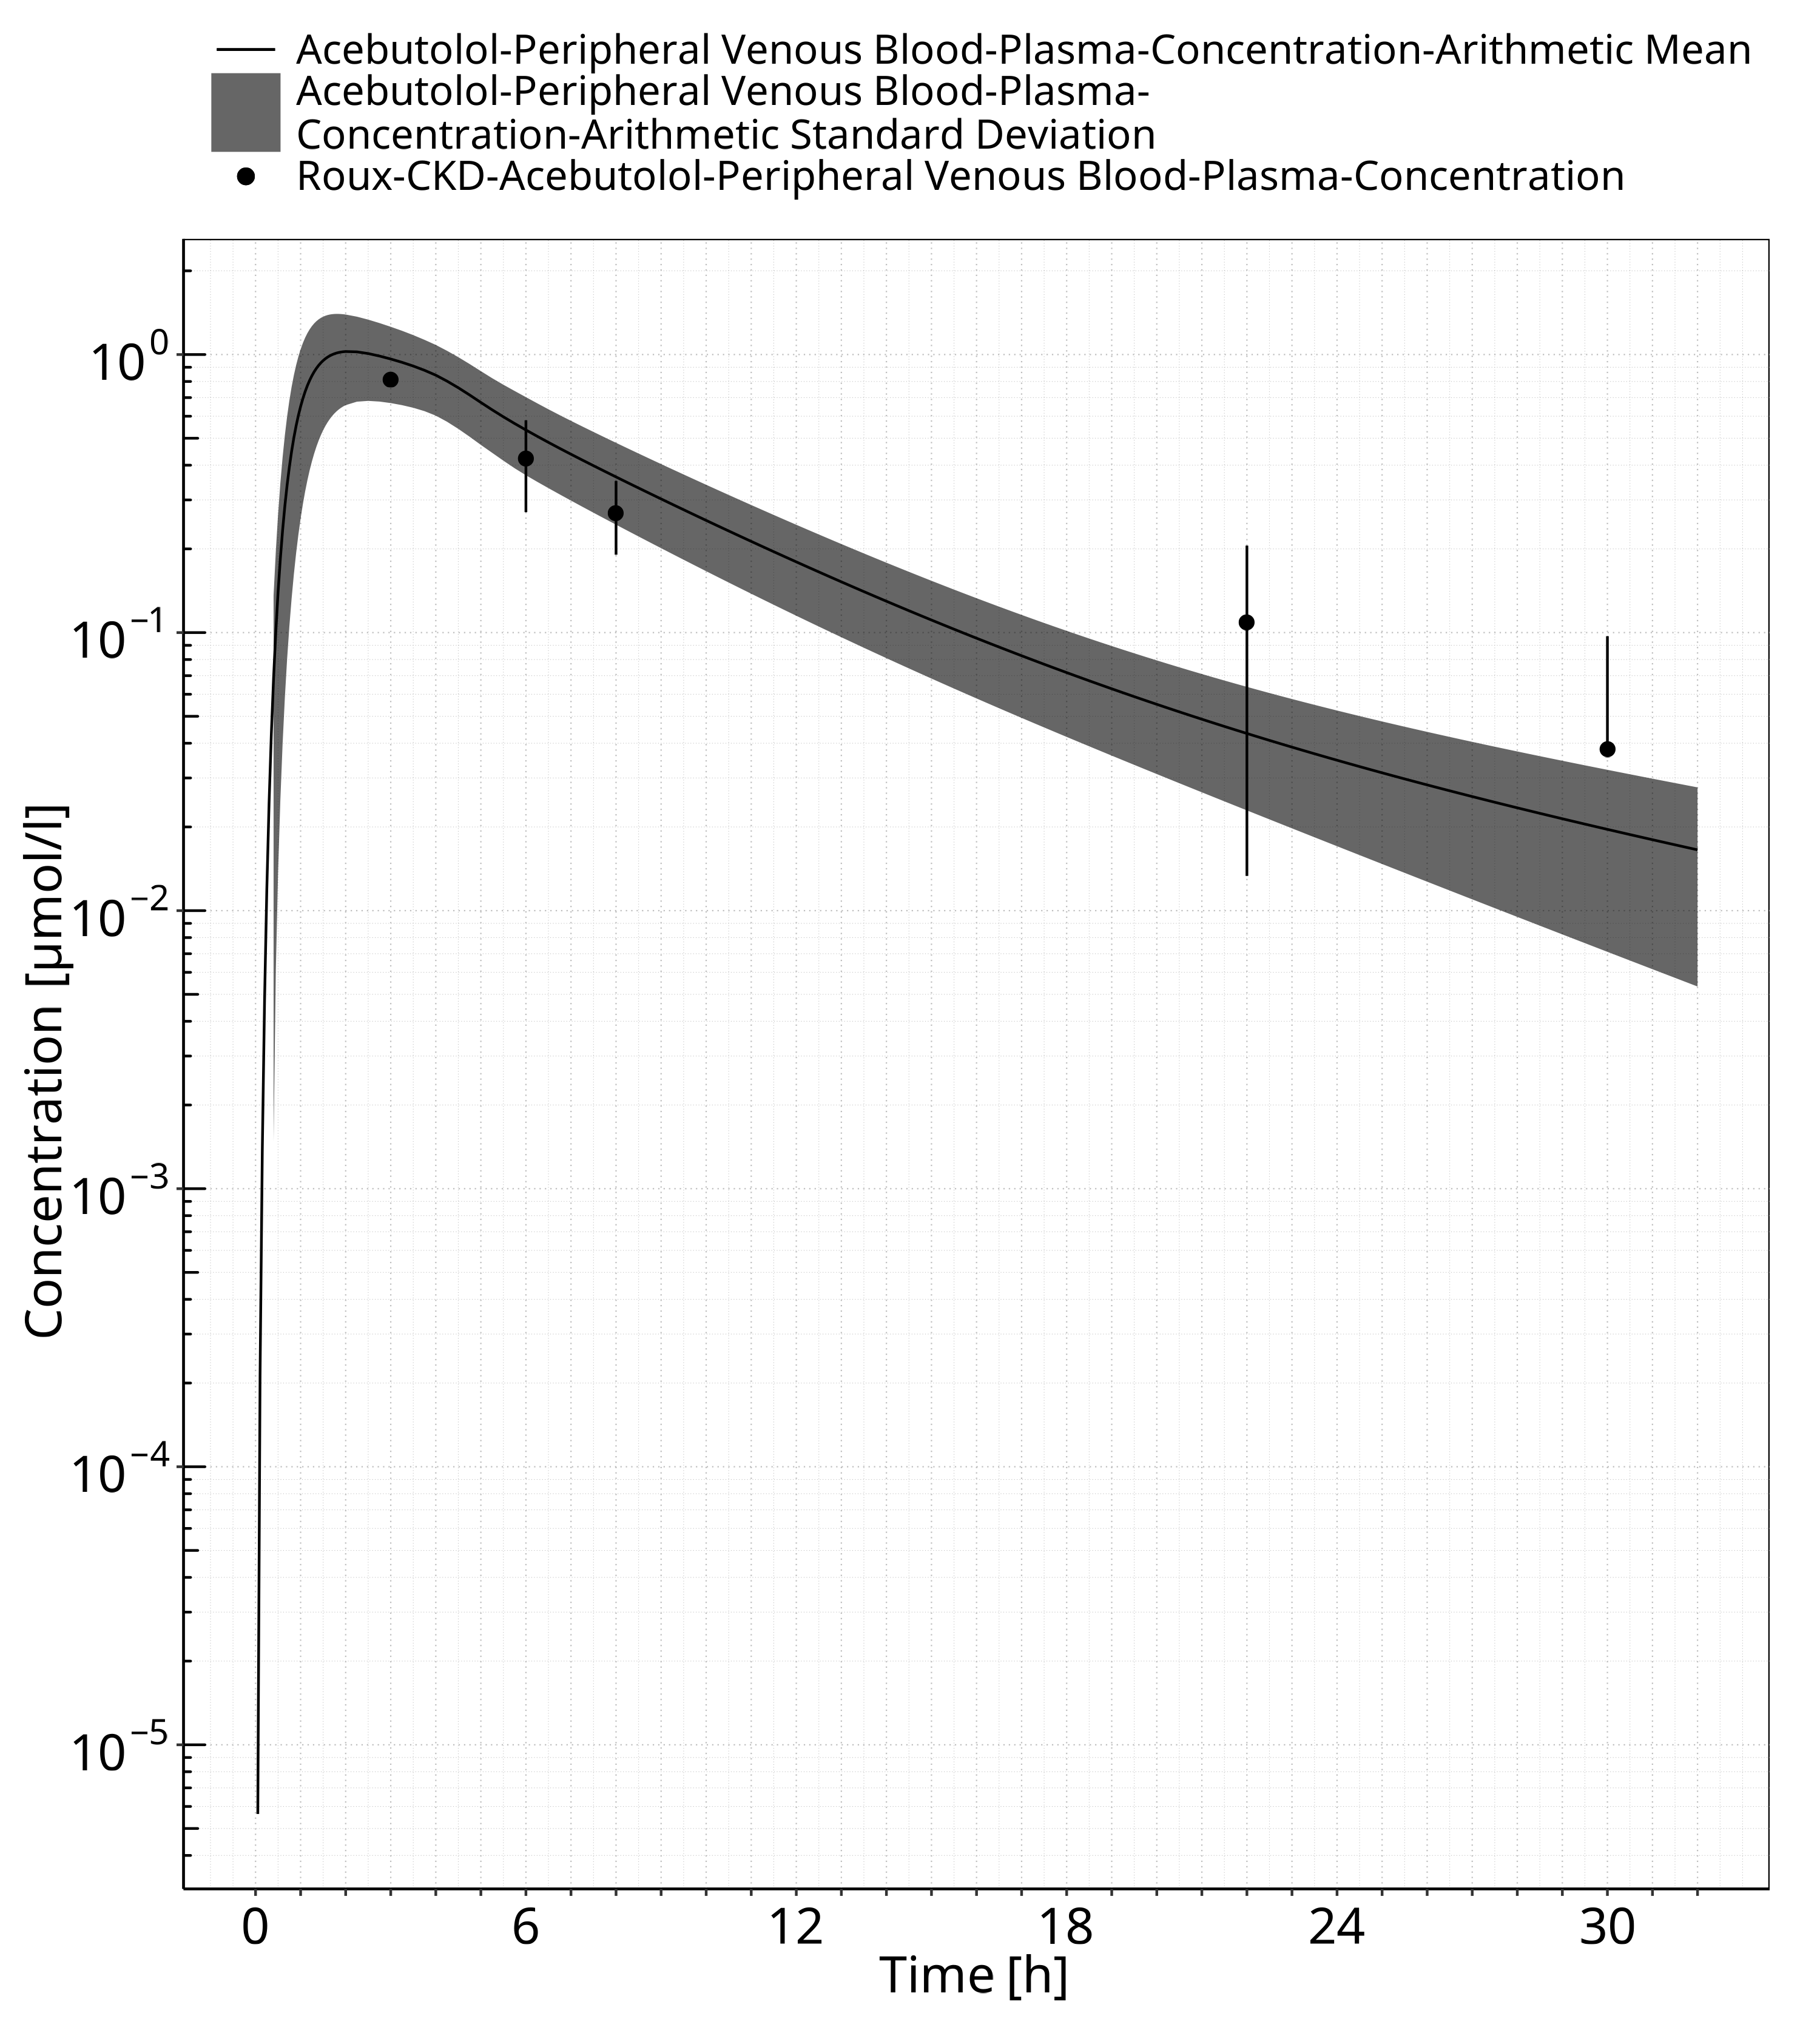 Acebutolol-Peripheral Venous Blood-Plasma-Concentration-Arithmetic Mean
Acebutolol-Peripheral Venous Blood-Plasma-
Concentration-Arithmetic Standard Deviation
Roux-CKD-Acebutolol-Peripheral Venous Blood-Plasma-Concentration
Concentration [µmol/l]
10⁰
10⁻¹
10⁻²
10⁻³
10⁻⁴
10⁻⁵
0 6 12 18 24 30
Time [h]